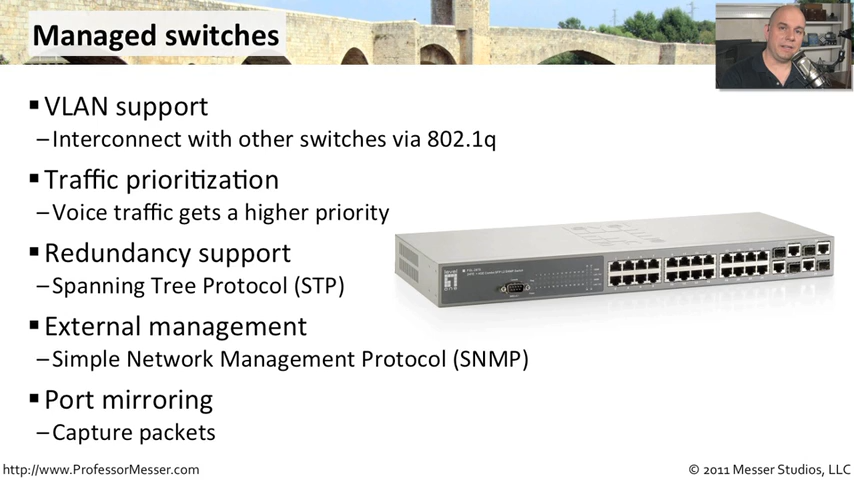 Managed switches
▪VLAN support
–Interconnect with other switches via 802.1q
▪Traffic prioritization
–Voice traffic gets a higher priority
▪Redundancy support
–Spanning Tree Protocol (STP)
▪External management
–Simple Network Management Protocol (SNMP)
▪Port mirroring
–Capture packets
level
one
http://www.ProfessorMesser.com
© 2011 Messer Studios, LLC